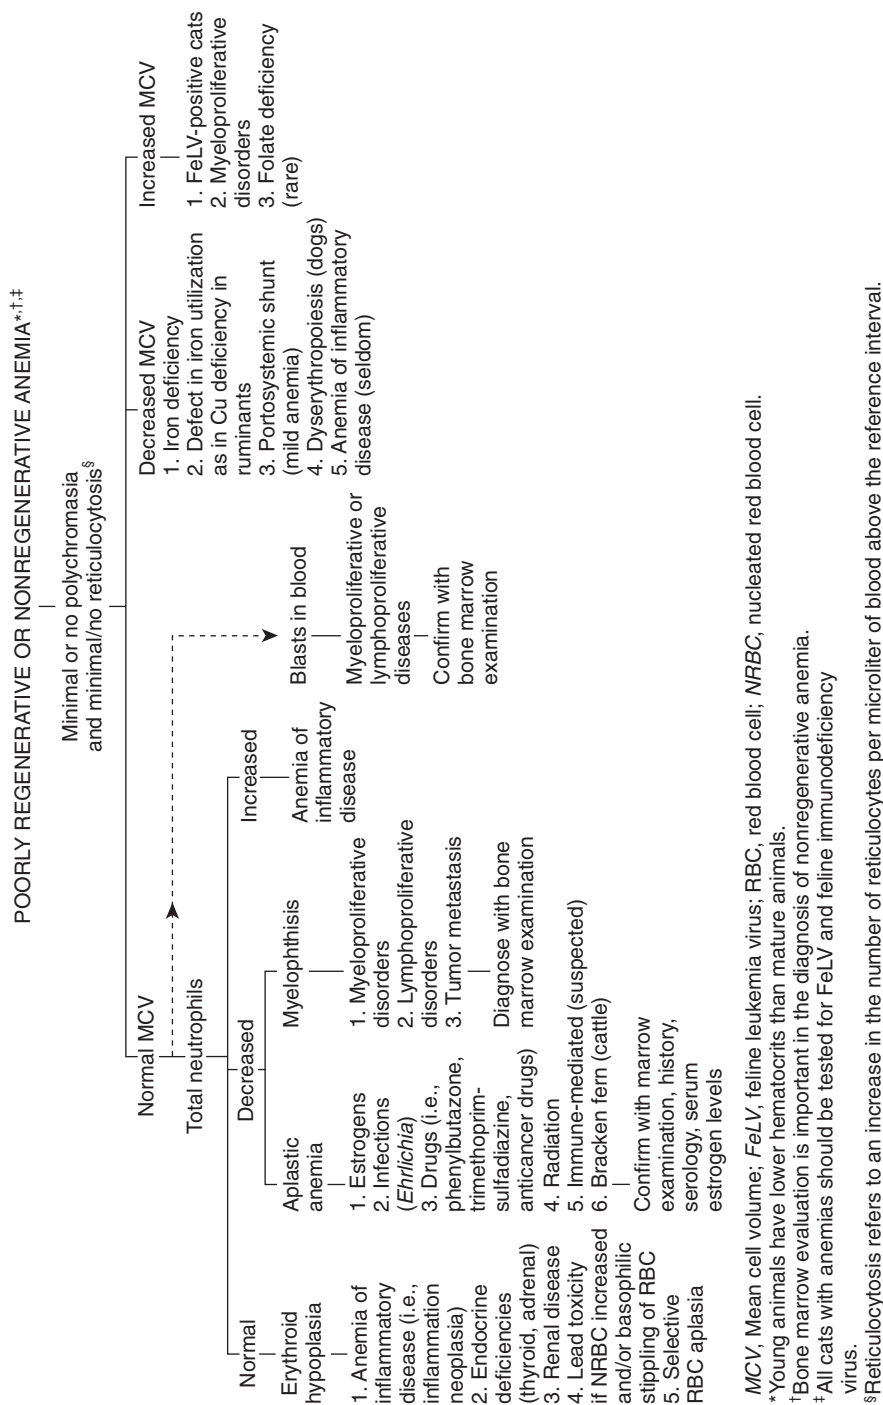 POORLY REGENERATIVE OR NONREGENERATIVE ANEMIA*,†,‡
Minimal or no polychromasia
and minimal/no reticulocytosis§
Normal MCV
Total neutrophils
Normal
Erythroid
hypoplasia
1. Anemia of
inflammatory
disease (i.e.,
inflammation
neoplasia)
2. Endocrine
deficiencies
(thyroid, adrenal)
3. Renal disease
4. Lead toxicity
if NRBC increased
and/or basophilic
stippling of RBC
5. Selective
RBC aplasia
Decreased
Aplastic
anemia
1. Estrogens
2. Infections
(Ehrlichia)
3. Drugs (i.e.,
phenylbutazone,
trimethoprim-
sulfadiazine,
anticancer drugs)
4. Radiation
5. Immune-mediated (suspected)
6. Bracken fern (cattle)
Confirm with marrow
examination, history,
serology, serum
estrogen levels
Myelophthisis
1. Myeloproliferative
disorders
2. Lymphoproliferative
disorders
3. Tumor metastasis
Diagnose with bone
marrow examination
Increased
Anemia of
inflammatory
disease
Blasts in blood
Myeloproliferative or
lymphoproliferative
diseases
Confirm with
bone marrow
examination
Decreased MCV
1. Iron deficiency
2. Defect in iron utilization
as in Cu deficiency in
ruminants
3. Portosystemic shunt
(mild anemia)
4. Dyserythropoiesis (dogs)
5. Anemia of inflammatory
disease (seldom)
Increased MCV
1. FeLV-positive cats
2. Myeloproliferative
disorders
3. Folate deficiency
(rare)
MCV, Mean cell volume; FeLV, feline leukemia virus; RBC, red blood cell; NRBC, nucleated red blood cell.
*Young animals have lower hematocrits than mature animals.
†Bone marrow evaluation is important in the diagnosis of nonregenerative anemia.
‡All cats with anemias should be tested for FeLV and feline immunodeficiency
virus.
§Reticulocytosis refers to an increase in the number of reticulocytes per microliter of blood above the reference interval.